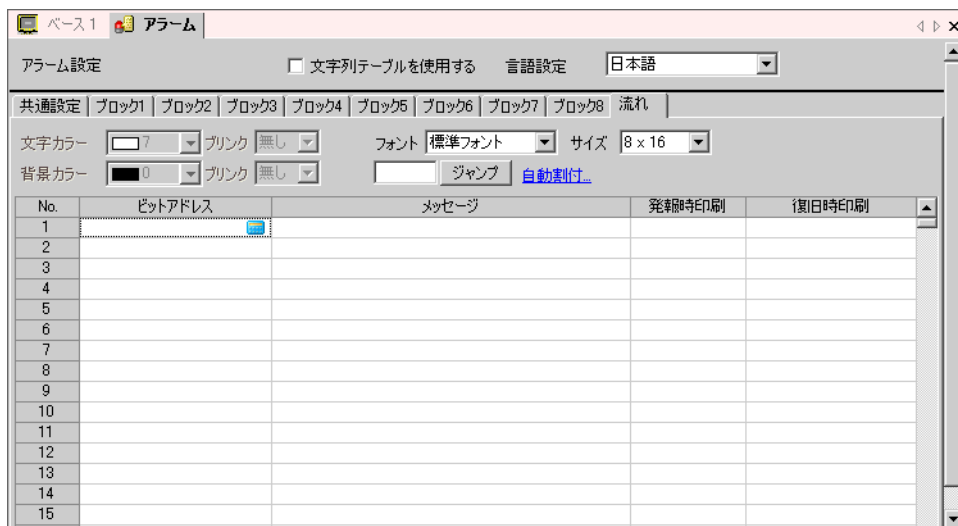 ベース1 アラーム
アラーム設定 文字列テーブルを使用する 言語設定 日本語
共通設定 ブロック1 ブロック2 ブロック3 ブロック4 ブロック5 ブロック6 ブロック7 ブロック8 流れ
文字カラー 7 ブリンク 無し フォント 標準フォント サイズ 8 x 16
背景カラー 0 ブリンク 無し ジャンプ 自動割付...
No. ビットアドレス メッセージ 発報時印刷 復旧時印刷
1
2
3
4
5
6
7
8
9
10
11
12
13
14
15